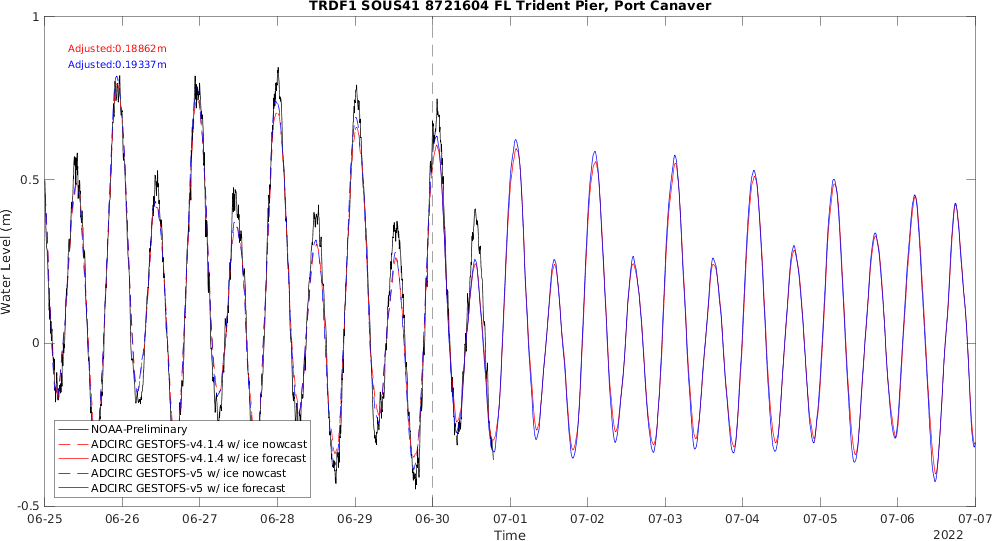 TRDF1 SOUS41 8721604 FL Trident Pier, Port Canaver
Adjusted:0.18862m
Adjusted:0.19337m
1
0.5
0
-0.5
Water Level (m)
NOAA-Preliminary
ADCIRC GESTOFS-v4.1.4 w/ ice nowcast
ADCIRC GESTOFS-v4.1.4 w/ ice forecast
ADCIRC GESTOFS-v5 w/ ice nowcast
ADCIRC GESTOFS-v5 w/ ice forecast
06-25 06-26 06-27 06-28 06-29 06-30 07-01 07-02 07-03 07-04 07-05 07-06 07-07
Time
2022